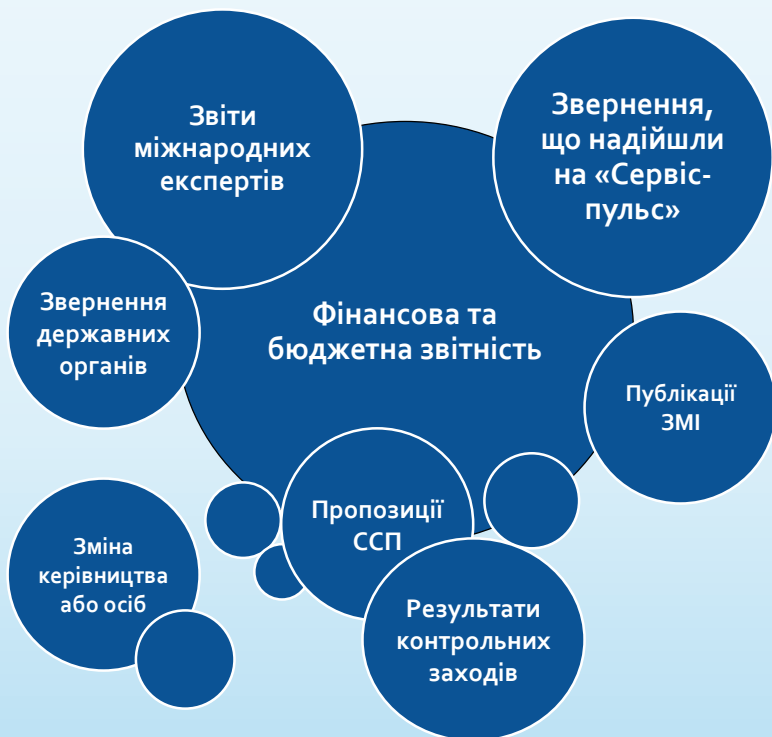 Звіти
міжнародних
експертів
Звернення,
що надійшли
на «Сервіс-
пульс»
Звернення
державних
органів
Фінансова та
бюджетна звітність
Публікації
ЗМІ
Пропозиції
ССП
Зміна
керівництва
або осіб
Результати
контрольних
заходів